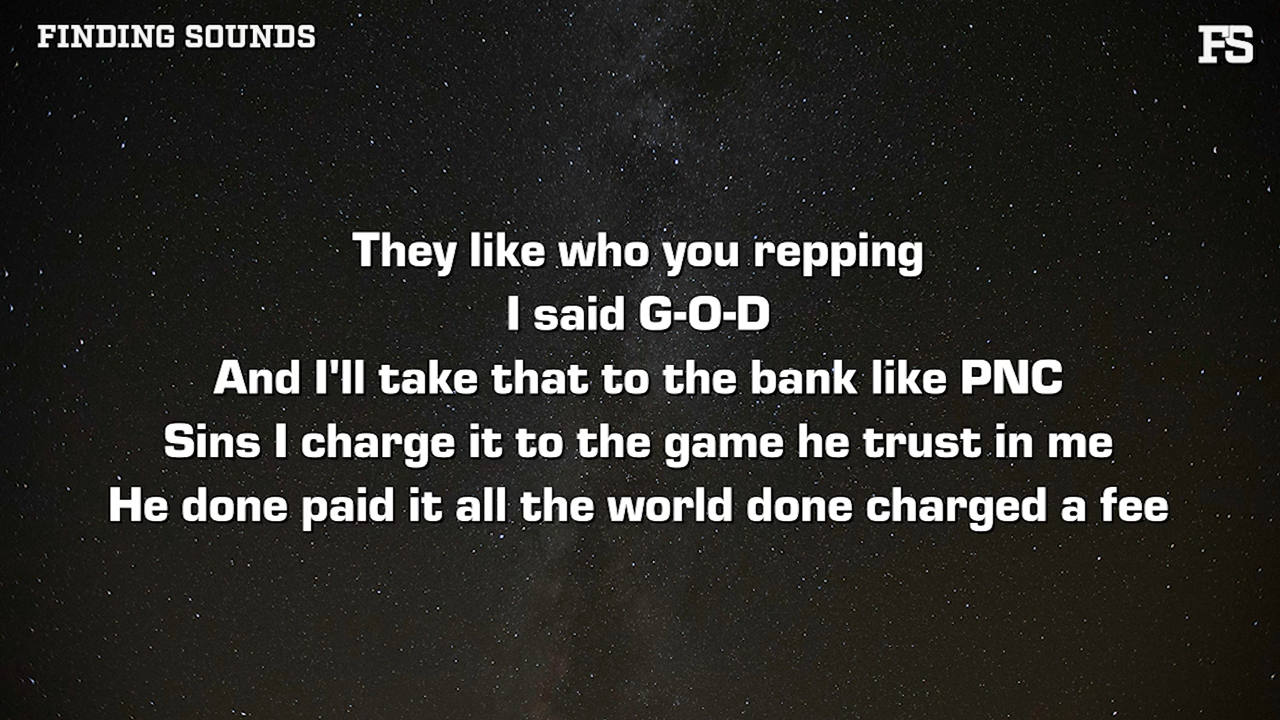 FINDING SOUNDS
FS
They like who you repping
I said G-O-D
And I'll take that to the bank like PNC
Sins I charge it to the game he trust in me
He done paid it all the world done charged a fee